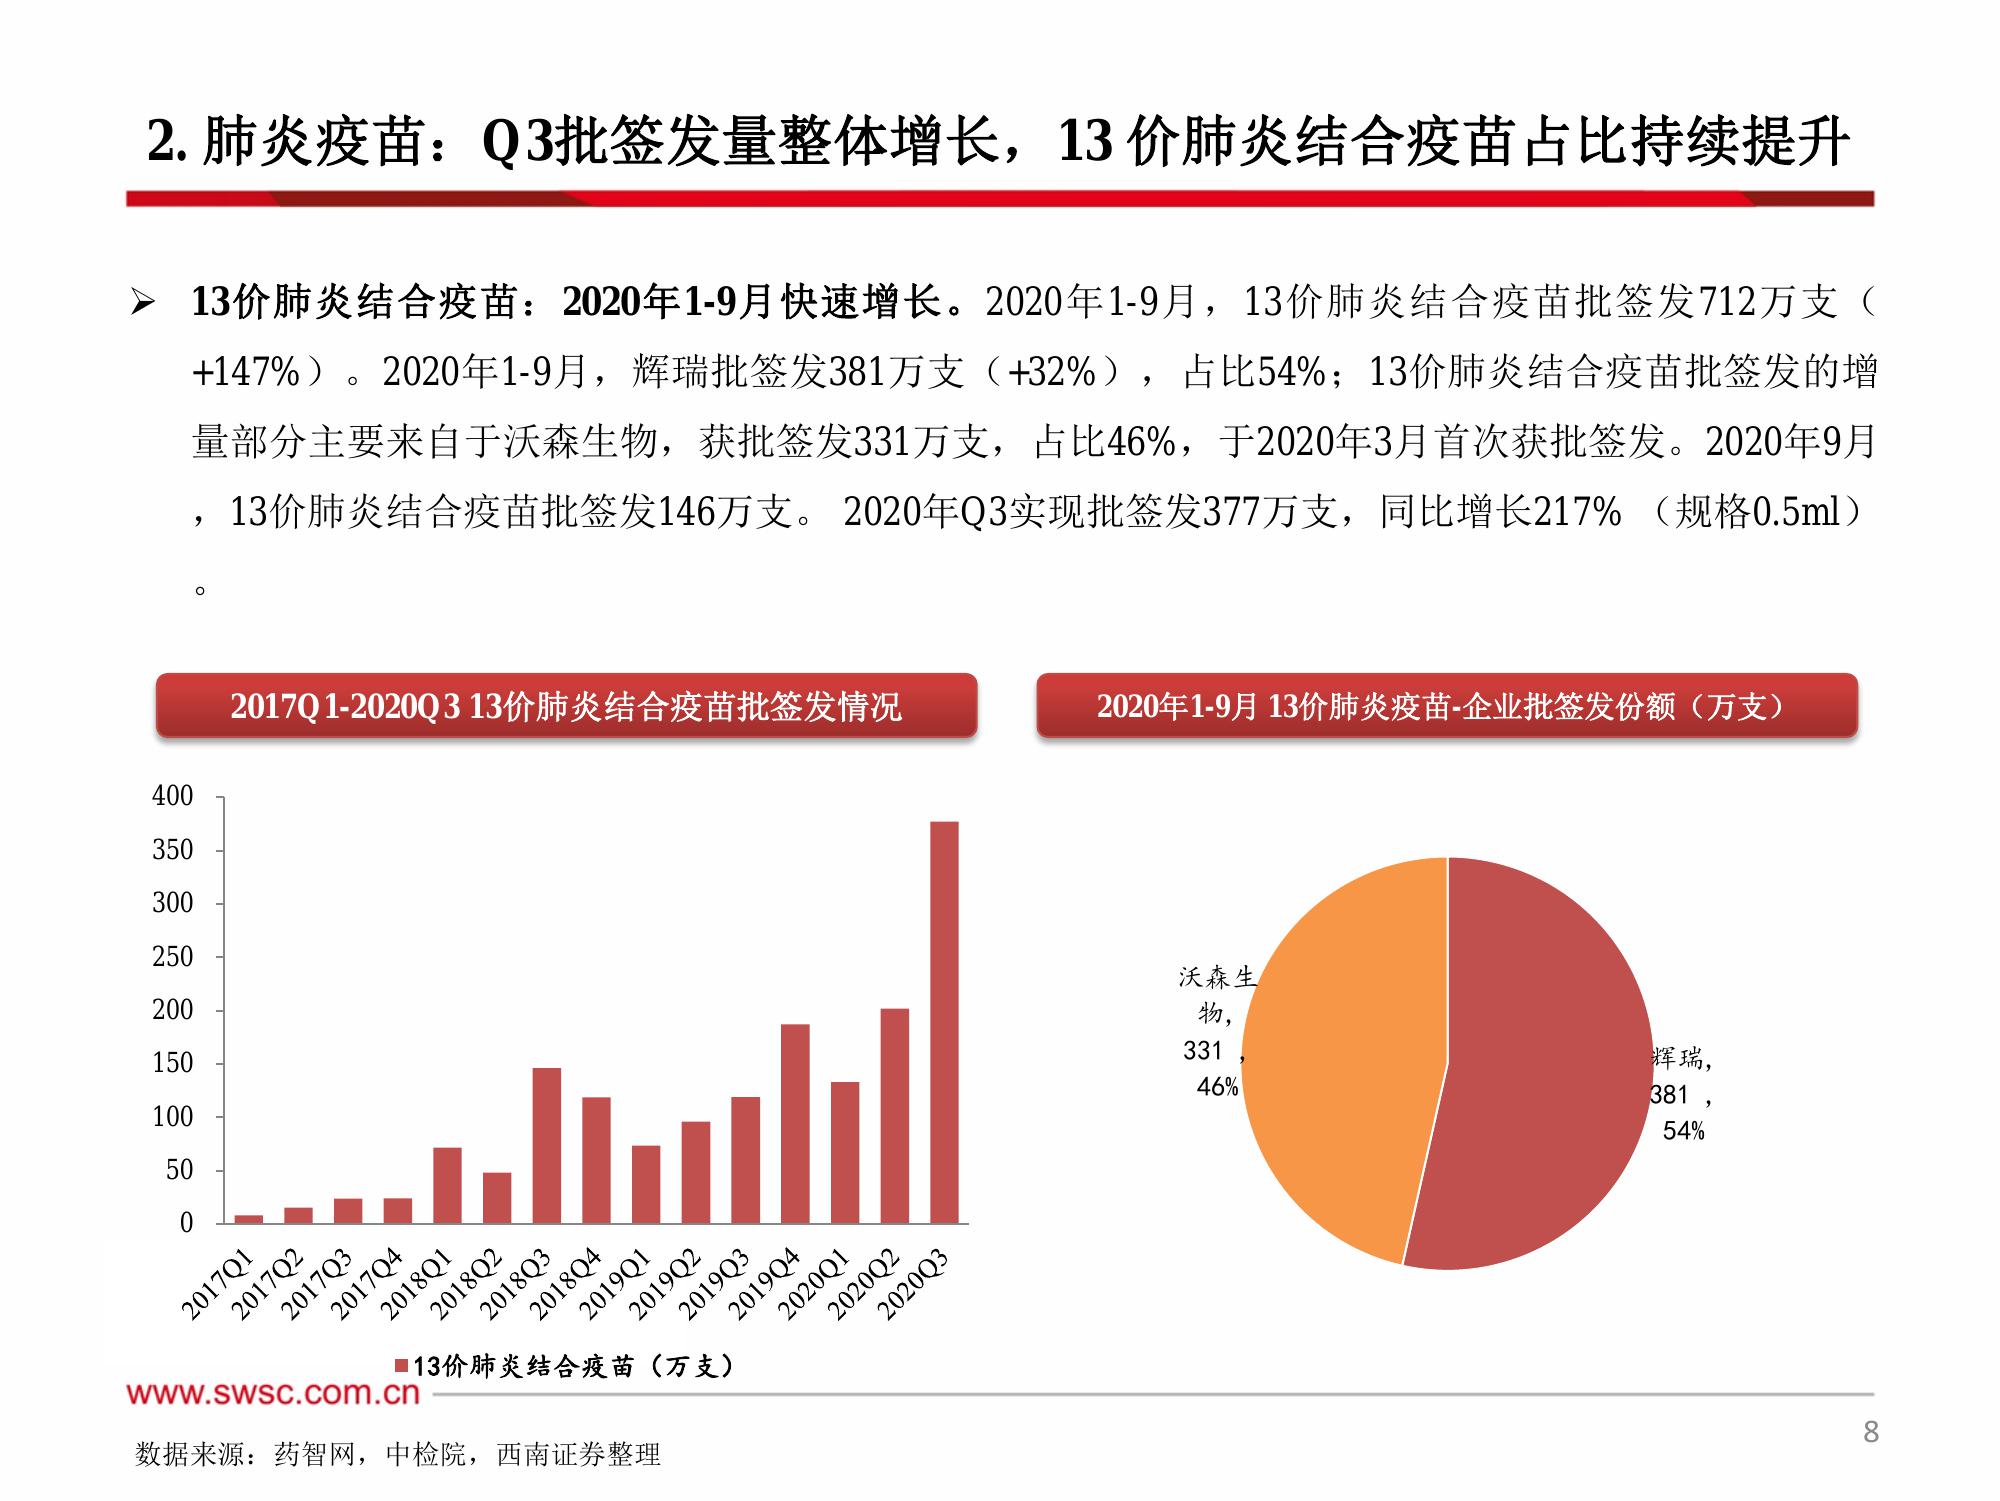 2. 肺炎疫苗：Q3批签发量整体增长，13 价肺炎结合疫苗占比持续提升
➢ 13价肺炎结合疫苗：2020年1-9月快速增长。2020年1-9月，13价肺炎结合疫苗批签发712万支（
+147%）。2020年1-9月，辉瑞批签发381万支（+32%），占比54%；13价肺炎结合疫苗批签发的增
量部分主要来自于沃森生物，获批签发331万支，占比46%，于2020年3月首次获批签发。2020年9月
，13价肺炎结合疫苗批签发146万支。 2020年Q3实现批签发377万支，同比增长217% （规格0.5ml）
。
2017Q1-2020Q3 13价肺炎结合疫苗批签发情况
400
350
300
250
200
150
100
50
0
2017Q1
2017Q2
2017Q3
2017Q4
2018Q1
2018Q2
2018Q3
2018Q4
2019Q1
2019Q2
2019Q3
2019Q4
2020Q1
2020Q2
2020Q3
13价肺炎结合疫苗（万支）
2020年1-9月 13价肺炎疫苗-企业批签发份额（万支）
沃森生
物,
331 ,
46%
辉瑞,
381 ,
54%
www.swsc.com.cn
数据来源：药智网，中检院，西南证券整理
8